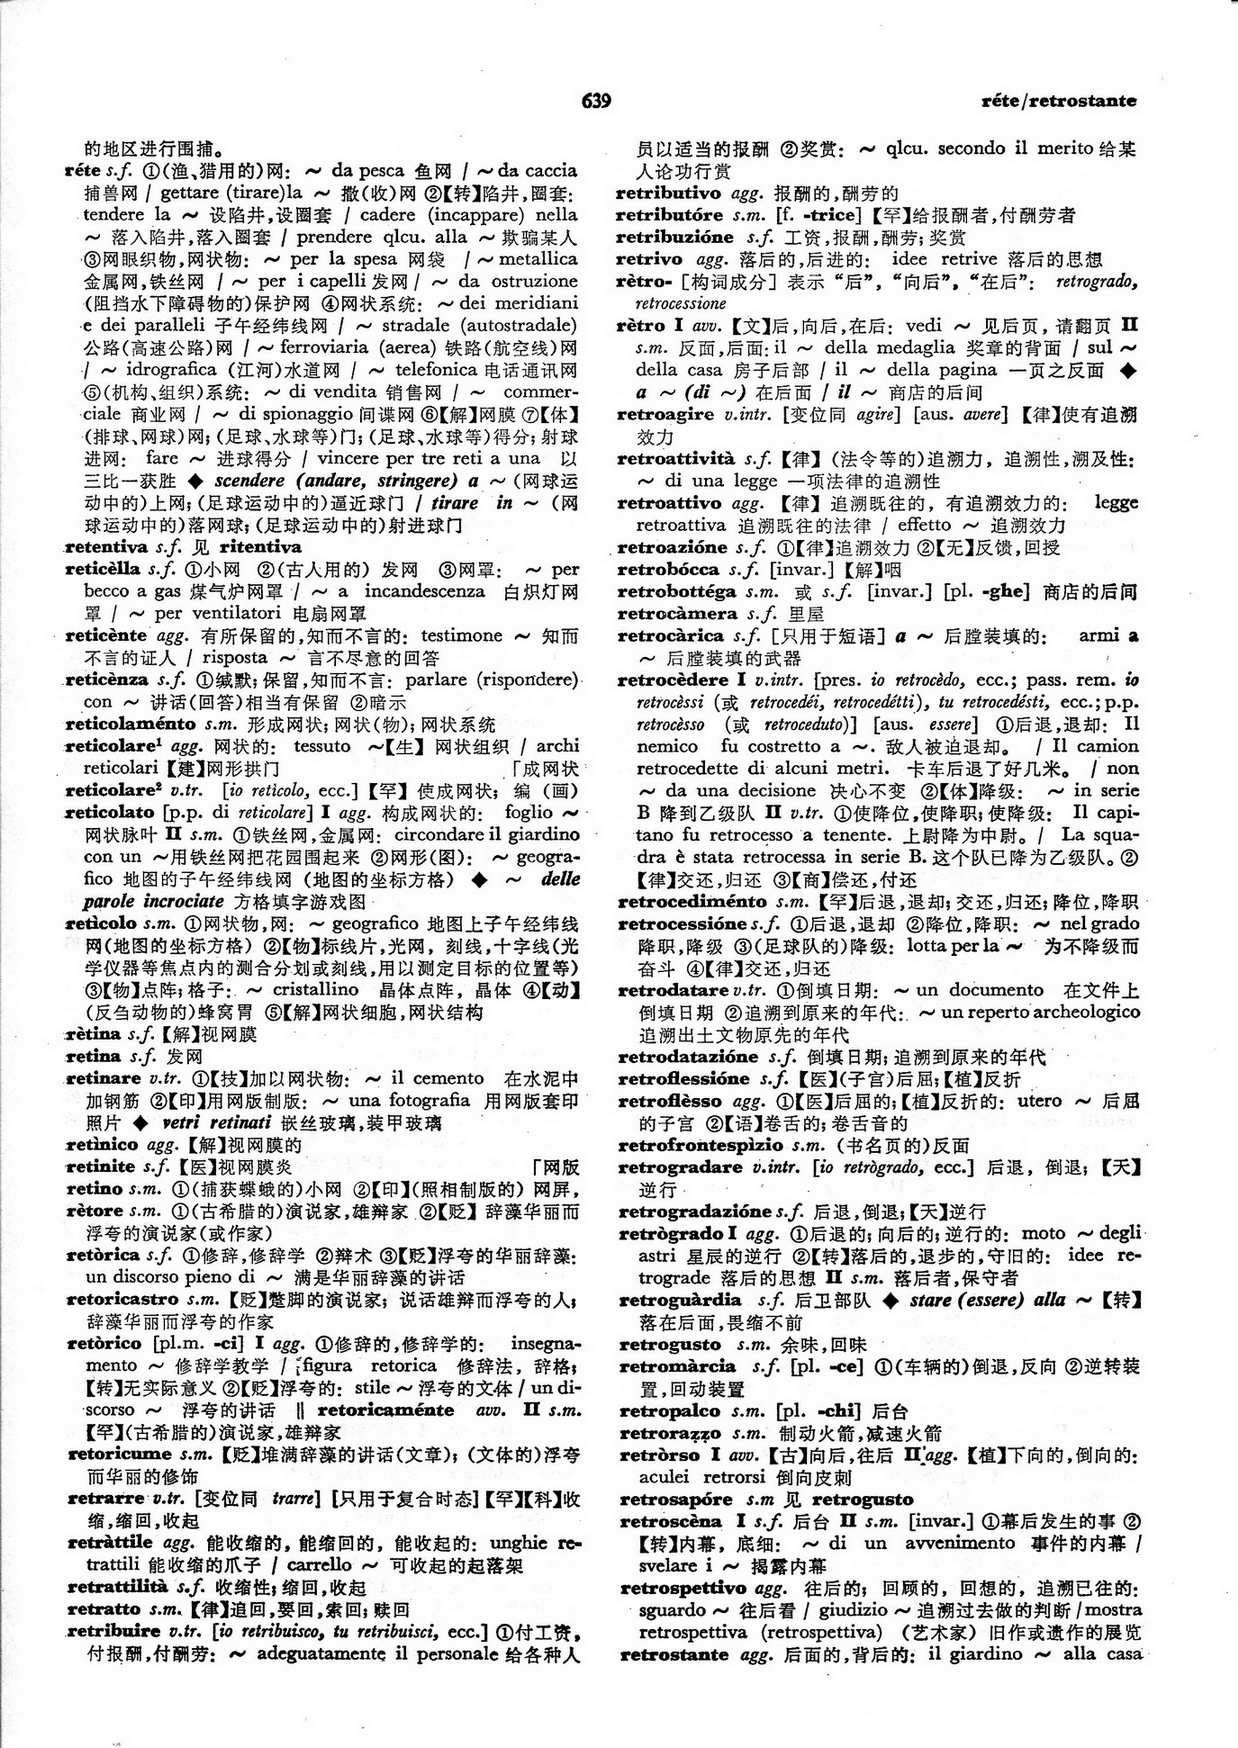 639
réte/retrostante
的地区进行围捕。
réte s.f. ①(渔、猎用的)网: ～ da pesca 鱼网 / ～ da caccia
捕兽网 / gettare (tirare)la ～ 撒(收)网 ②【转】陷井,圈套:
tendere la ～ 设陷井,设圈套 / cadere (incappare) nella
～ 落入陷井,落入圈套 / prendere qlcu. alla ～ 欺骗某人
③网眼织物,网状物: ～ per la spesa 网袋 / ～ metallica
金属网,铁丝网 / ～ per i capelli 发网 / ～ da ostruzione
(阻挡水下障碍物的)保护网 ④网状系统: ～ dei meridiani
e dei paralleli 子午经纬线网 / ～ stradale (autostradale)
公路(高速公路)网 / ～ ferroviaria (aerea) 铁路(航空线)网
/ ～ idrografica (江河)水道网 / ～ telefonica 电话通讯网
⑤(机构、组织)系统: ～ di vendita 销售网 / ～ commer-
ciale 商业网 / ～ di spionaggio 间谍网 ⑥【解】网膜 ⑦【体】
(排球、网球)网; (足球、水球等)门; (足球、水球等)得分; 射球
进网: fare ～ 进球得分 / vincere per tre reti a una 以
三比一获胜 ◆ scendere (andare, stringere) a ～ (网球运
动中的)上网; (足球运动中的)逼近球门 / tirare in ～ (网
球运动中的)落网球; (足球运动中的)射进球门
retentiva s.f. 见 ritentiva
reticèlla s.f. ①小网 ②(古人用的) 发网 ③网罩: ～ per
becco a gas 煤气炉网罩 / ～ a incandescenza 白炽灯网
罩 / ～ per ventilatori 电扇网罩
reticènte agg. 有所保留的,知而不言的: testimone ～ 知而
不言的证人 / risposta ～ 言不尽意的回答
reticènza s.f. ①缄默; 保留,知而不言: parlare (rispondere)
con ～ 讲话(回答)相当有保留 ②暗示
reticolaménto s.m. 形成网状; 网状(物); 网状系统
reticolare¹ agg. 网状的: tessuto ～【生】网状组织 / archi
reticolari【建】网形拱门 「成网状
reticolare² v.tr. [io retìcolo, ecc.]【罕】使成网状; 编 (画)
reticolato [p.p. di reticolare] I agg. 构成网状的: foglio ～
网状脉叶 II s.m. ①铁丝网,金属网: circondare il giardino
con un ～用铁丝网把花园围起来 ②网形(图): ～ geogra-
fico 地图的子午经纬线网 (地图的坐标方格) ◆ ～ delle
parole incrociate 方格填字游戏图
retìcolo s.m. ①网状物,网: ～ geografico 地图上子午经纬线
网(地图的坐标方格) ②【物】标线片,光网, 刻线,十字线(光
学仪器等焦点内的测合分划或刻线,用以测定目标的位置等)
③【物】点阵; 格子: ～ cristallino 晶体点阵, 晶体 ④【动】
(反刍动物的)蜂窝胃 ⑤【解】网状细胞,网状结构
rètina s.f.【解】视网膜
retina s.f. 发网
retinare v.tr. ①【技】加以网状物: ～ il cemento 在水泥中
加钢筋 ②【印】用网版制版: ～ una fotografia 用网版套印
照片 ◆ vetri retinati 嵌丝玻璃,装甲玻璃
retìnico agg.【解】视网膜的
retinite s.f.【医】视网膜炎 「网版
retino s.m. ①(捕获蝶蛾的)小网 ②【印】(照相制版的) 网屏,
rètore s.m. ①(古希腊的)演说家,雄辩家 ②【贬】辞藻华丽而
浮夸的演说家(或作家)
retòrica s.f. ①修辞,修辞学 ②辩术 ③【贬】浮夸的华丽辞藻:
un discorso pieno di ～ 满是华丽辞藻的讲话
retoricastro s.m.【贬】蹩脚的演说家; 说话雄辩而浮夸的人;
辞藻华丽而浮夸的作家
retòrico [pl.m. -ci] I agg. ①修辞的,修辞学的: insegna-
mento ～ 修辞学教学 / figura retorica 修辞法, 辞格;
【转】无实际意义 ②【贬】浮夸的: stile ～ 浮夸的文体 / un di-
scorso ～ 浮夸的讲话 ‖ retoricaménte avv. II s.m.
【罕】(古希腊的)演说家,雄辩家
retoricume s.m.【贬】堆满辞藻的讲话(文章); (文体的)浮夸
而华丽的修饰
retrarre v.tr. [变位同 trarre] [只用于复合时态]【罕】【科】收
缩,缩回,收起
retràttile agg. 能收缩的, 能缩回的, 能收起的: unghie re-
trattili 能收缩的爪子 / carrello ～ 可收起的起落架
retrattilità s.f. 收缩性; 缩回,收起
retratto s.m.【律】追回,要回,索回; 赎回
retribuire v.tr. [io retribuisco, tu retribuisci, ecc.] ①付工资,
付报酬,付酬劳: ～ adeguatamente il personale 给各种人
员以适当的报酬 ②奖赏: ～ qlcu. secondo il merito 给某
人论功行赏
retributivo agg. 报酬的,酬劳的
retributóre s.m. [f. -trice]【罕】给报酬者,付酬劳者
retribuzióne s.f. 工资,报酬,酬劳; 奖赏
retrivo agg. 落后的,后进的: idee retrive 落后的思想
rètro- [构词成分] 表示“后”, “向后”, “在后”: retrogrado,
retrocessione
rètro I avv.【文】后,向后,在后: vedi ～ 见后页, 请翻页 II
s.m. 反面,后面: il ～ della medaglia 奖章的背面 / sul ～
della casa 房子后部 / il ～ della pagina 一页之反面 ◆
a ～ (di ～) 在后面 / il ～ 商店的后间
retroagire v.intr. [变位同 agire] [aus. avere]【律】使有追溯
效力
retroattività s.f.【律】(法令等的)追溯力, 追溯性,溯及性:
～ di una legge 一项法律的追溯性
retroattivo agg.【律】追溯既往的, 有追溯效力的: legge
retroattiva 追溯既往的法律 / effetto ～ 追溯效力
retroazióne s.f. ①【律】追溯效力 ②【无】反馈,回授
retrobócca s.f. [invar.]【解】咽
retrobottéga s.m. 或 s.f. [invar.] [pl. -ghe] 商店的后间
retrocàmera s.f. 里屋
retrocàrica s.f. [只用于短语] a ～ 后膛装填的: armi a
～ 后膛装填的武器
retrocèdere I v.intr. [pres. io retrocèdo, ecc.; pass. rem. io
retrocèssi (或 retrocedéi, retrocedétti), tu retrocedésti, ecc.; p.p.
retrocèsso (或 retroceduto)] [aus. essere] ①后退,退却: Il
nemico fu costretto a ～. 敌人被迫退却。 / Il camion
retrocedette di alcuni metri. 卡车后退了好几米。 / non
～ da una decisione 决心不变 ②【体】降级: ～ in serie
B 降到乙级队 II v.tr. ①使降位,使降职; 使降级: Il capi-
tano fu retrocesso a tenente. 上尉降为中尉。/ La squa-
dra è stata retrocessa in serie B. 这个队已降为乙级队。②
【律】交还,归还 ③【商】偿还,付还
retrocediménto s.m.【罕】后退,退却; 交还,归还; 降位,降职
retrocessióne s.f. ①后退,退却 ②降位,降职: ～ nel grado
降职,降级 ③(足球队的)降级: lotta per la ～ 为不降级而
奋斗 ④【律】交还,归还
retrodatare v.tr. ①倒填日期: ～ un documento 在文件上
倒填日期 ②追溯到原来的年代: ～ un reperto archeologico
追溯出土文物原先的年代
retrodatazióne s.f. 倒填日期; 追溯到原来的年代
retroflessióne s.f.【医】(子宫)后屈;【植】反折
retroflèsso agg. ①【医】后屈的;【植】反折的: utero ～ 后屈
的子宫 ②【语】卷舌的; 卷舌音的
retrofrontespìzio s.m. (书名页的)反面
retrogradare v.intr. [io retrògrado, ecc.] 后退, 倒退;【天】
逆行
retrogradazióne s.f. 后退,倒退;【天】逆行
retrògrado I agg. ①后退的; 向后的; 逆行的: moto ～ degli
astri 星辰的逆行 ②【转】落后的,退步的,守旧的: idee re-
trograde 落后的思想 II s.m. 落后者,保守者
retroguàrdia s.f. 后卫部队 ◆ stare (essere) alla ～【转】
落在后面,畏缩不前
retrogusto s.m. 余味,回味
retromàrcia s.f. [pl. -ce] ①(车辆的)倒退,反向 ②逆转装
置,回动装置
retropalco s.m. [pl. -chi] 后台
retrorazzo s.m. 制动火箭,减速火箭
retròrso I avv.【古】向后,往后 II agg.【植】下向的,倒向的:
aculei retrorsi 倒向皮刺
retrosapóre s.m 见 retrogusto
retroscèna I s.f. 后台 II s.m. [invar.] ①幕后发生的事 ②
【转】内幕, 底细: ～ di un avvenimento 事件的内幕 /
svelare i ～ 揭露内幕
retrospettivo agg. 往后的; 回顾的, 回想的, 追溯已往的:
sguardo ～ 往后看 / giudizio ～ 追溯过去做的判断 /mostra
retrospettiva (retrospettiva) (艺术家) 旧作或遗作的展览
retrostante agg. 后面的,背后的: il giardino ～ alla casa